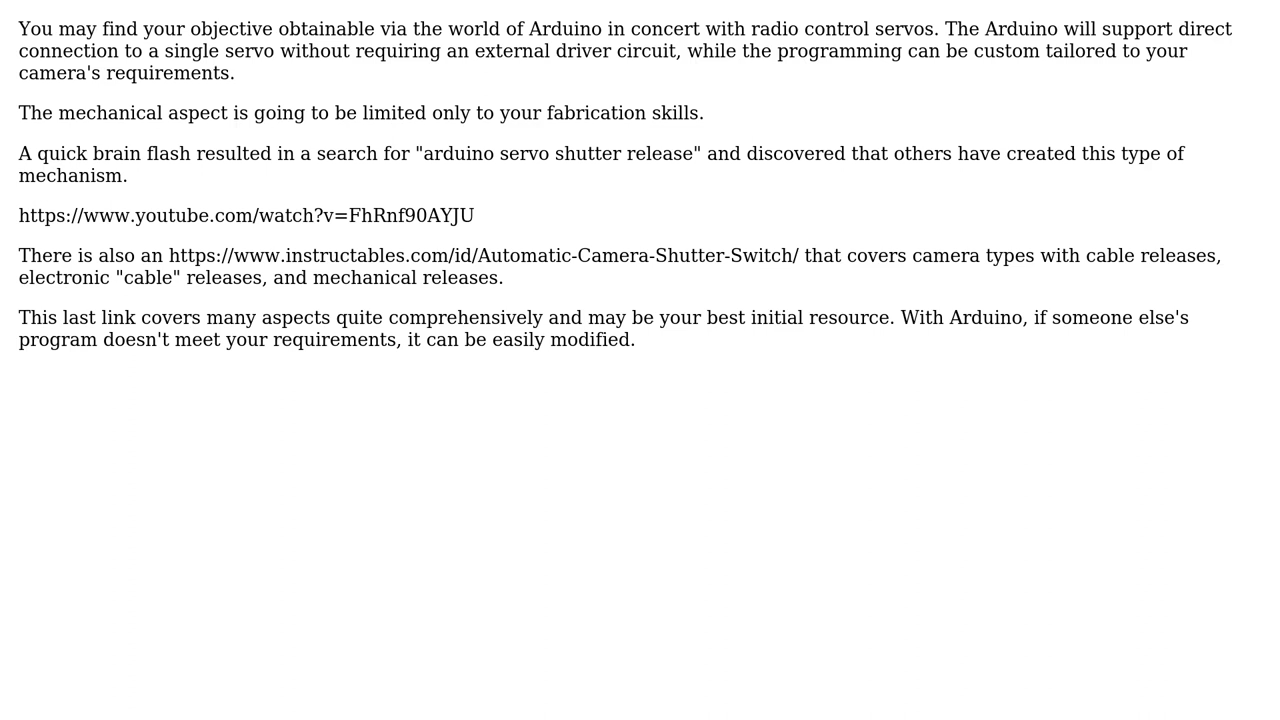 You may find your objective obtainable via the world of Arduino in concert with radio control servos. The Arduino will support direct
connection to a single servo without requiring an external driver circuit, while the programming can be custom tailored to your
camera's requirements.
The mechanical aspect is going to be limited only to your fabrication skills.
A quick brain flash resulted in a search for "arduino servo shutter release" and discovered that others have created this type of
mechanism.
https://www.youtube.com/watch?v=FhRnf90AYJU
There is also an https://www.instructables.com/id/Automatic-Camera-Shutter-Switch/ that covers camera types with cable releases,
electronic "cable" releases, and mechanical releases.
This last link covers many aspects quite comprehensively and may be your best initial resource. With Arduino, if someone else's
program doesn't meet your requirements, it can be easily modified.